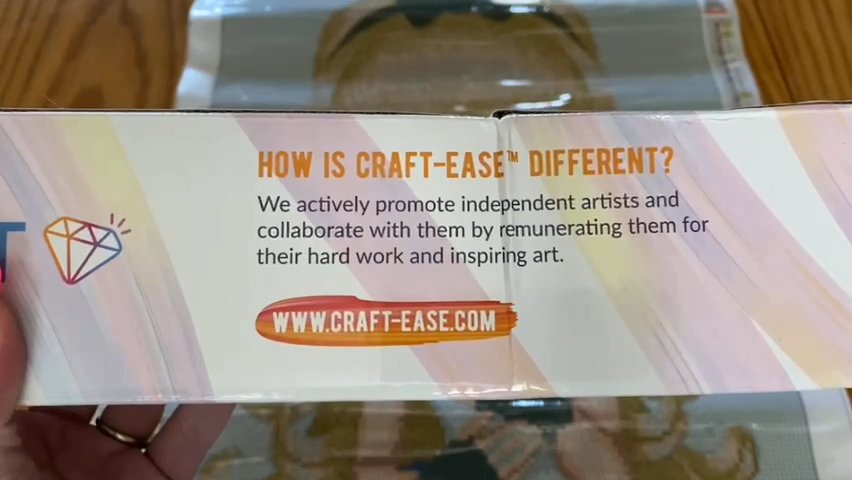 HOW IS CRAFT-EASE™ DIFFERENT?
We actively promote independent artists and
collaborate with them by remunerating them for
their hard work and inspiring art.
WWW.CRAFT-EASE.COM